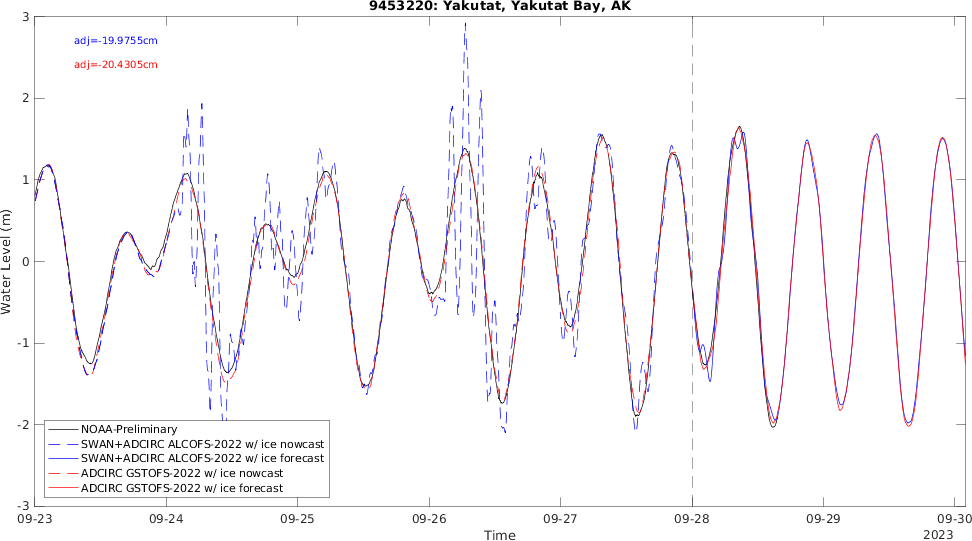 9453220: Yakutat, Yakutat Bay, AK
adj=-19.9755cm
adj=-20.4305cm
Water Level (m)
3
2
1
0
-1
-2
-3
NOAA-Preliminary
SWAN+ADCIRC ALCOFS-2022 w/ ice nowcast
SWAN+ADCIRC ALCOFS-2022 w/ ice forecast
ADCIRC GSTOFS-2022 w/ ice nowcast
ADCIRC GSTOFS-2022 w/ ice forecast
09-23 09-24 09-25 09-26 09-27 09-28 09-29 09-30
Time
2023